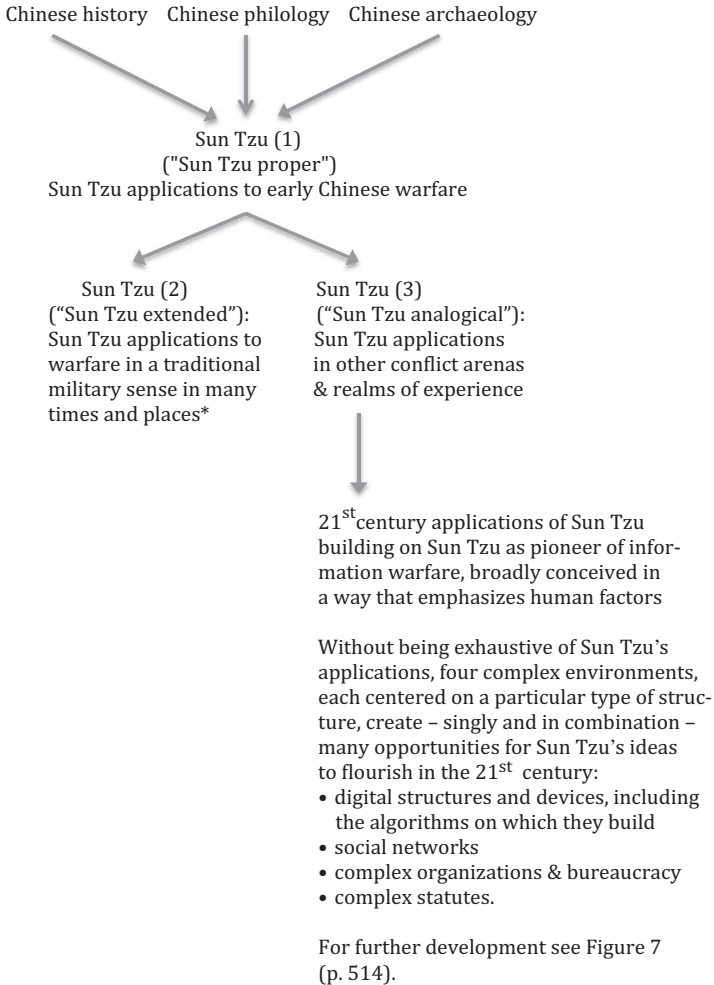 Chinese history Chinese philology Chinese archaeology
Sun Tzu (1)
("Sun Tzu proper")
Sun Tzu applications to early Chinese warfare
Sun Tzu (2)
(“Sun Tzu extended”):
Sun Tzu applications to
warfare in a traditional
military sense in many
times and places*
Sun Tzu (3)
(“Sun Tzu analogical”):
Sun Tzu applications
in other conflict arenas
& realms of experience
21st century applications of Sun Tzu
building on Sun Tzu as pioneer of infor-
mation warfare, broadly conceived in
a way that emphasizes human factors
Without being exhaustive of Sun Tzu’s
applications, four complex environments,
each centered on a particular type of struc-
ture, create – singly and in combination –
many opportunities for Sun Tzu’s ideas
to flourish in the 21st century:
• digital structures and devices, including
the algorithms on which they build
• social networks
• complex organizations & bureaucracy
• complex statutes.
For further development see Figure 7
(p. 514).